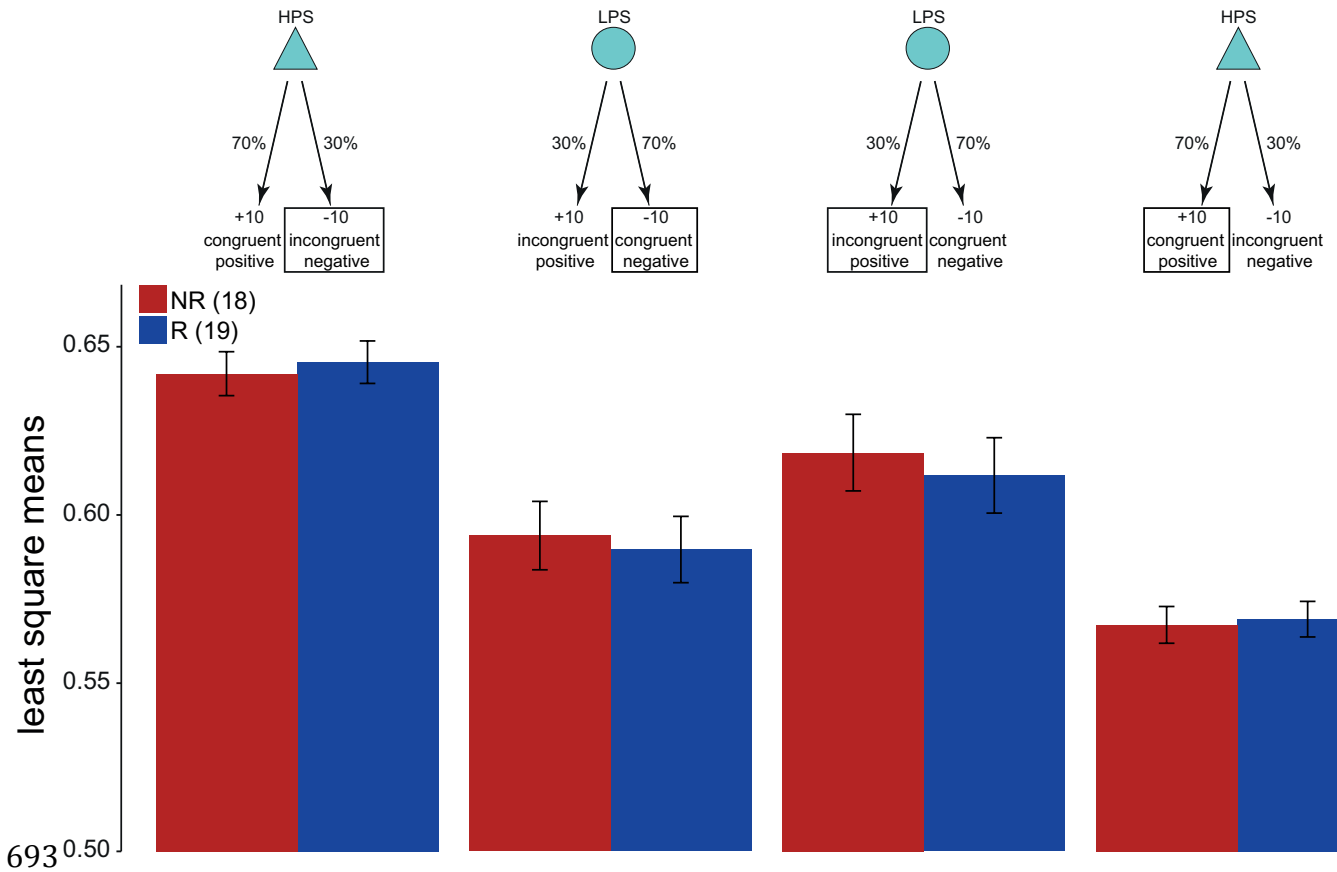 HPS
70%
30%
+10
-10
congruent
incongruent
positive
negative
LPS
30%
70%
+10
-10
incongruent
congruent
positive
negative
LPS
30%
70%
+10
-10
incongruent
congruent
positive
negative
HPS
70%
30%
+10
-10
congruent
incongruent
positive
negative
NR (18)
R (19)
least square means
0.65
0.60
0.55
0.50
693